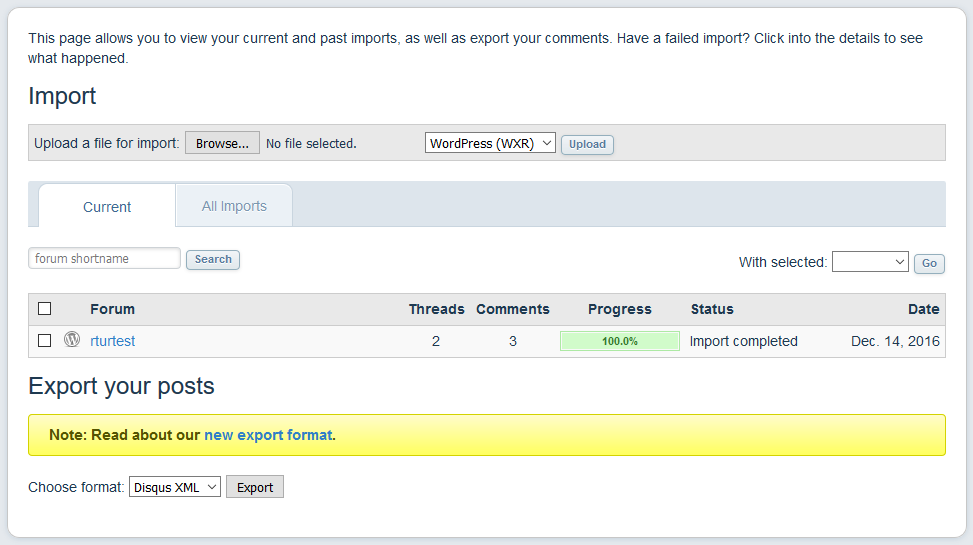 This page allows you to view your current and past imports, as well as export your comments. Have a failed import? Click into the details to see
what happened.
Import
Upload a file for import: Browse... No file selected. WordPress (WXR) Upload
Current All Imports
forum shortname Search With selected: Go
Forum Threads Comments Progress Status Date
rturtest 2 3 100.0% Import completed Dec. 14, 2016
Export your posts
Note: Read about our new export format.
Choose format: Disqus XML Export